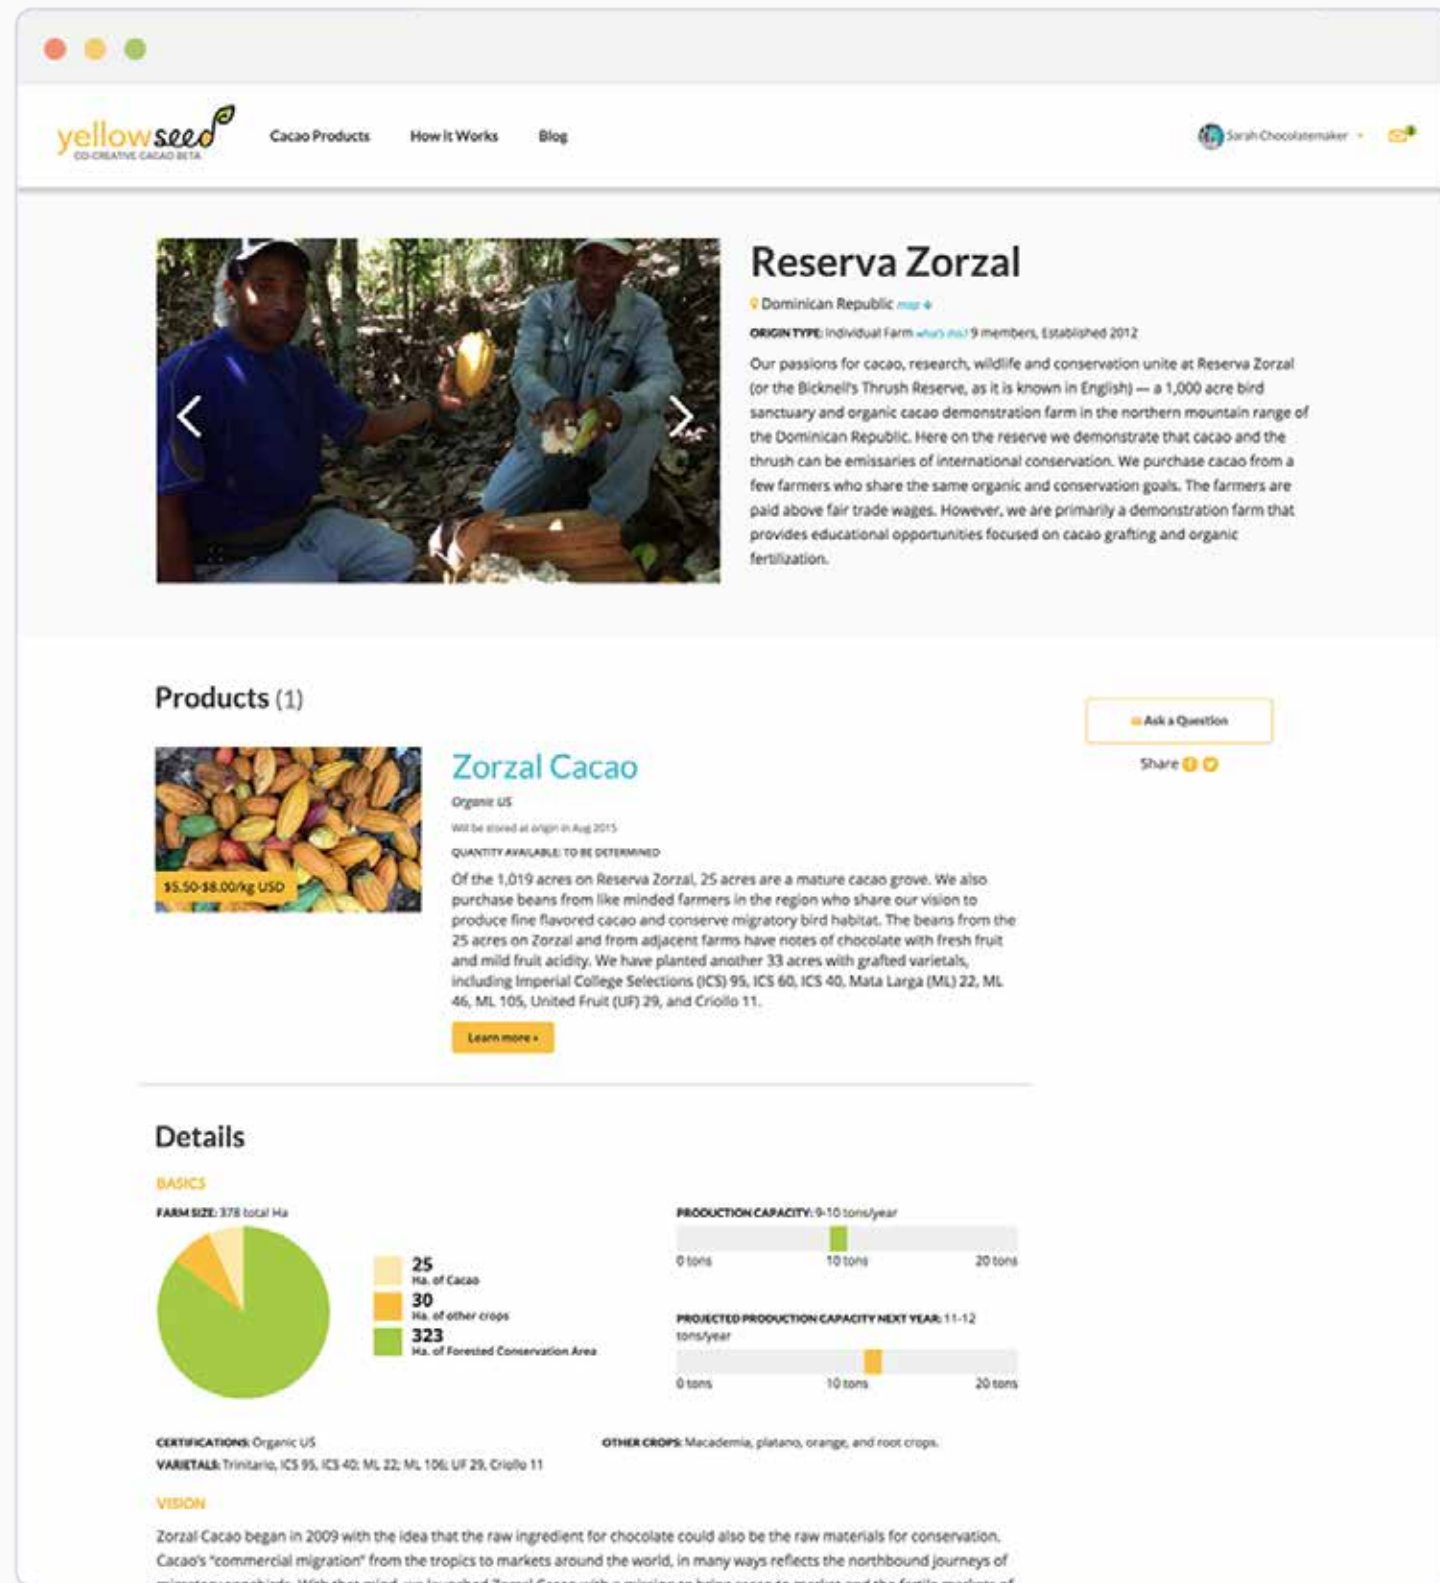 yellowseed
CO-CREATIVE CACAO BETA
Cacao Products
How it Works
Blog
Sarah Chocolatemaker
Reserva Zorzal
Dominican Republic map
ORIGIN TYPE: Individual Farm what's this? 9 members, Established 2012
Our passions for cacao, research, wildlife and conservation unite at Reserva Zorzal
(or the Bicknell's Thrush Reserve, as it is known in English) — a 1,000 acre bird
sanctuary and organic cacao demonstration farm in the northern mountain range of
the Dominican Republic. Here on the reserve we demonstrate that cacao and the
thrush can be emissaries of international conservation. We purchase cacao from a
few farmers who share the same organic and conservation goals. The farmers are
paid above fair trade wages. However, we are primarily a demonstration farm that
provides educational opportunities focused on cacao grafting and organic
fertilization.
Products (1)
Ask a Question
Share
$5.50-$8.00/kg USD
Zorzal Cacao
Organic US
Will be stored at origin in Aug 2015
QUANTITY AVAILABLE: TO BE DETERMINED
Of the 1,019 acres on Reserva Zorzal, 25 acres are a mature cacao grove. We also
purchase beans from like minded farmers in the region who share our vision to
produce fine flavored cacao and conserve migratory bird habitat. The beans from the
25 acres on Zorzal and from adjacent farms have notes of chocolate with fresh fruit
and mild fruit acidity. We have planted another 33 acres with grafted varietals,
including Imperial College Selections (ICS) 95, ICS 60, ICS 40, Mata Larga (ML) 22, ML
46, ML 105, United Fruit (UF) 29, and Criollo 11.
Learn more »
Details
BASICS
FARM SIZE: 378 total Ha
25
Ha. of Cacao
30
Ha. of other crops
323
Ha. of Forested Conservation Area
PRODUCTION CAPACITY: 9-10 tons/year
0 tons 10 tons 20 tons
PROJECTED PRODUCTION CAPACITY NEXT YEAR: 11-12
tons/year
0 tons 10 tons 20 tons
CERTIFICATIONS: Organic US
OTHER CROPS: Macademia, platano, orange, and root crops.
VARIETALS: Trinitario, ICS 95, ICS 40; ML 22; ML 106; UF 29, Criollo 11
VISION
Zorzal Cacao began in 2009 with the idea that the raw ingredient for chocolate could also be the raw materials for conservation.
Cacao's "commercial migration" from the tropics to markets around the world, in many ways reflects the northbound journeys of